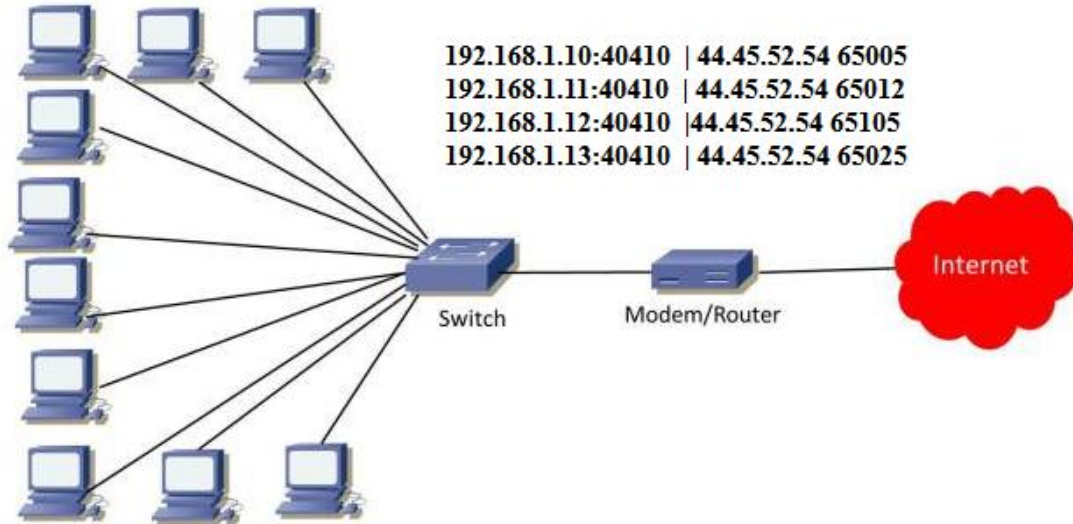 192.168.1.10:40410 | 44.45.52.54 65005
192.168.1.11:40410 | 44.45.52.54 65012
192.168.1.12:40410 |44.45.52.54 65105
192.168.1.13:40410 | 44.45.52.54 65025
Internet
Switch
Modem/Router